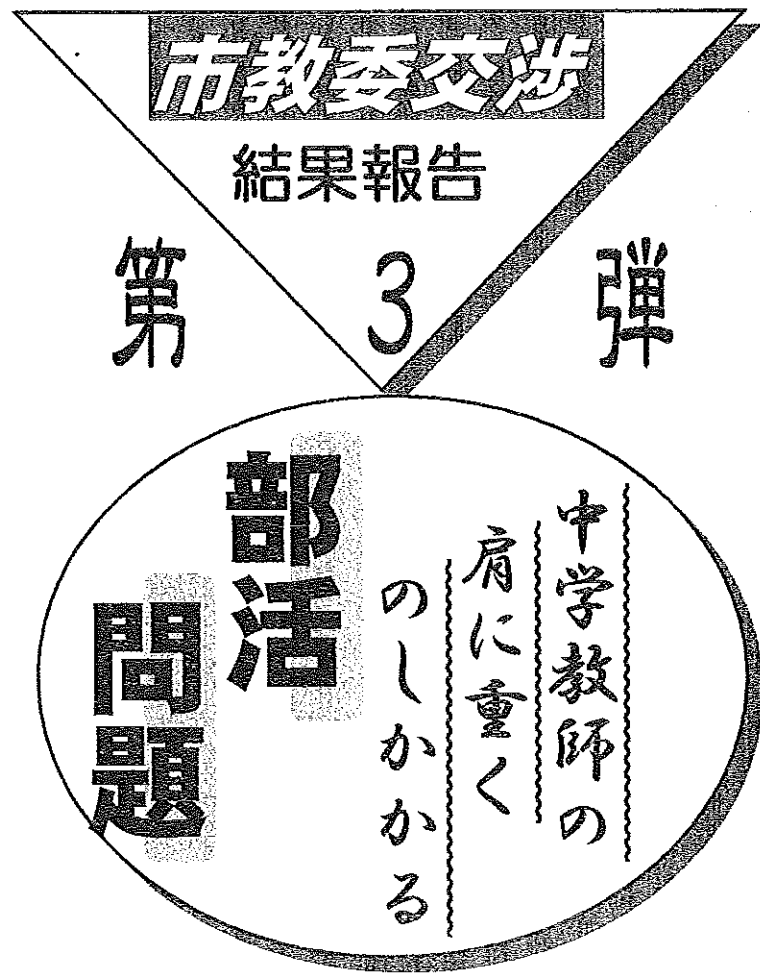 市教委交渉
結果報告
第3弾
中学教師の
肩に重く
のしかかる
部活
問題